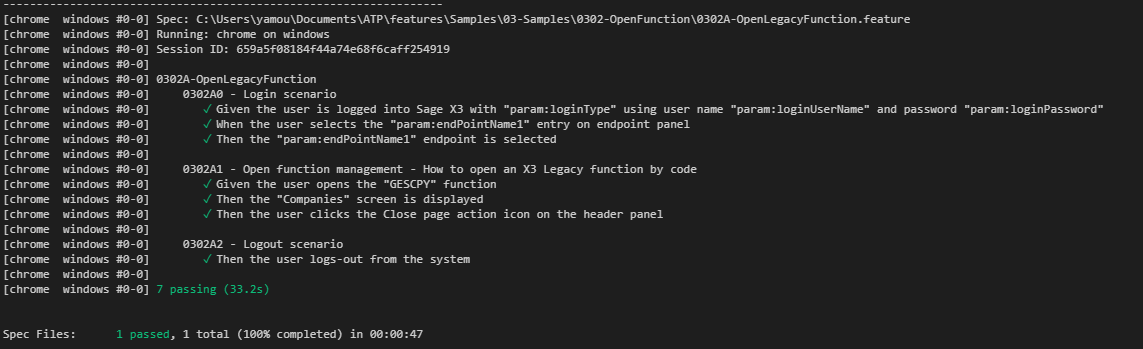 ------------------------------------------------------------------
[chrome  windows #0-0] Spec: C:\Users\yamou\Documents\ATP\features\Samples\03-Samples\0302-OpenFunction\0302A-OpenLegacyFunction.feature
[chrome  windows #0-0] Running: chrome on windows
[chrome  windows #0-0] Session ID: 659a5f08184f44a74e68f6caff254919
[chrome  windows #0-0]
[chrome  windows #0-0] 0302A-OpenLegacyFunction
[chrome  windows #0-0]     0302A0 - Login scenario
[chrome  windows #0-0]        ✓ Given the user is logged into Sage X3 with "param:loginType" using user name "param:loginUserName" and password "param:loginPassword"
[chrome  windows #0-0]        ✓ When the user selects the "param:endPointName1" entry on endpoint panel
[chrome  windows #0-0]        ✓ Then the "param:endPointName1" endpoint is selected
[chrome  windows #0-0]
[chrome  windows #0-0]     0302A1 - Open function management - How to open an X3 Legacy function by code
[chrome  windows #0-0]        ✓ Given the user opens the "GESCPY" function
[chrome  windows #0-0]        ✓ Then the "Companies" screen is displayed
[chrome  windows #0-0]        ✓ Then the user clicks the Close page action icon on the header panel
[chrome  windows #0-0]
[chrome  windows #0-0]     0302A2 - Logout scenario
[chrome  windows #0-0]        ✓ Then the user logs-out from the system
[chrome  windows #0-0]
[chrome  windows #0-0] 7 passing (33.2s)
Spec Files:      1 passed, 1 total (100% completed) in 00:00:47